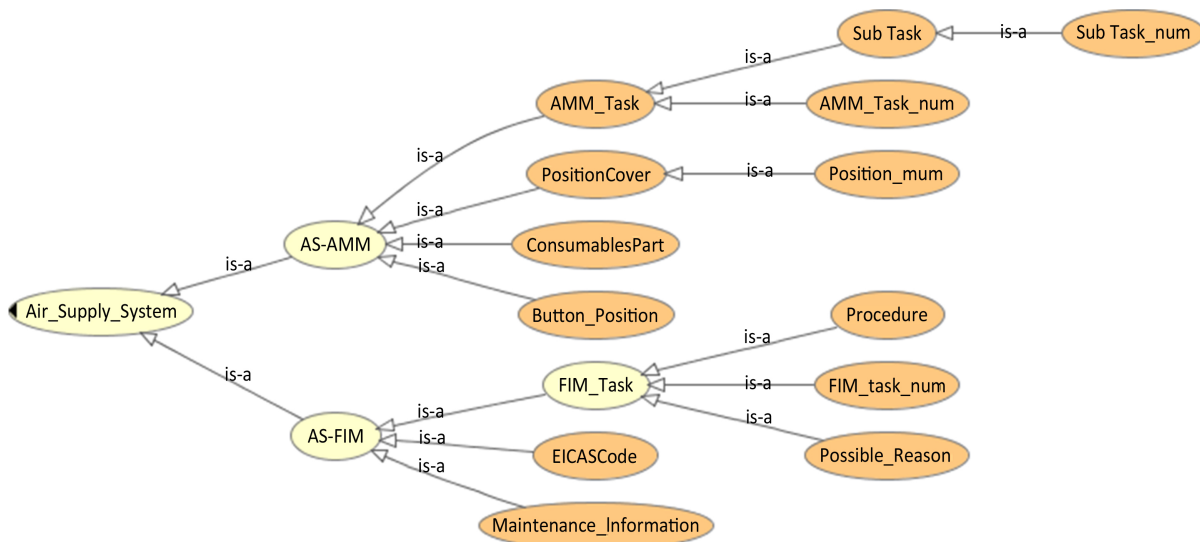 Sub Task
is-a
Sub Task_num
is-a
AMM_Task
is-a
AMM_Task_num
is-a
PositionCover
is-a
Position_mum
is-a
AS-AMM
is-a
ConsumablesPart
is-a
is-a
Air_Supply_System
Button_Position
Procedure
is-a
is-a
FIM_Task
is-a
FIM_task_num
is-a
is-a
AS-FIM
is-a
EICASCode
Possible_Reason
is-a
Maintenance_Information